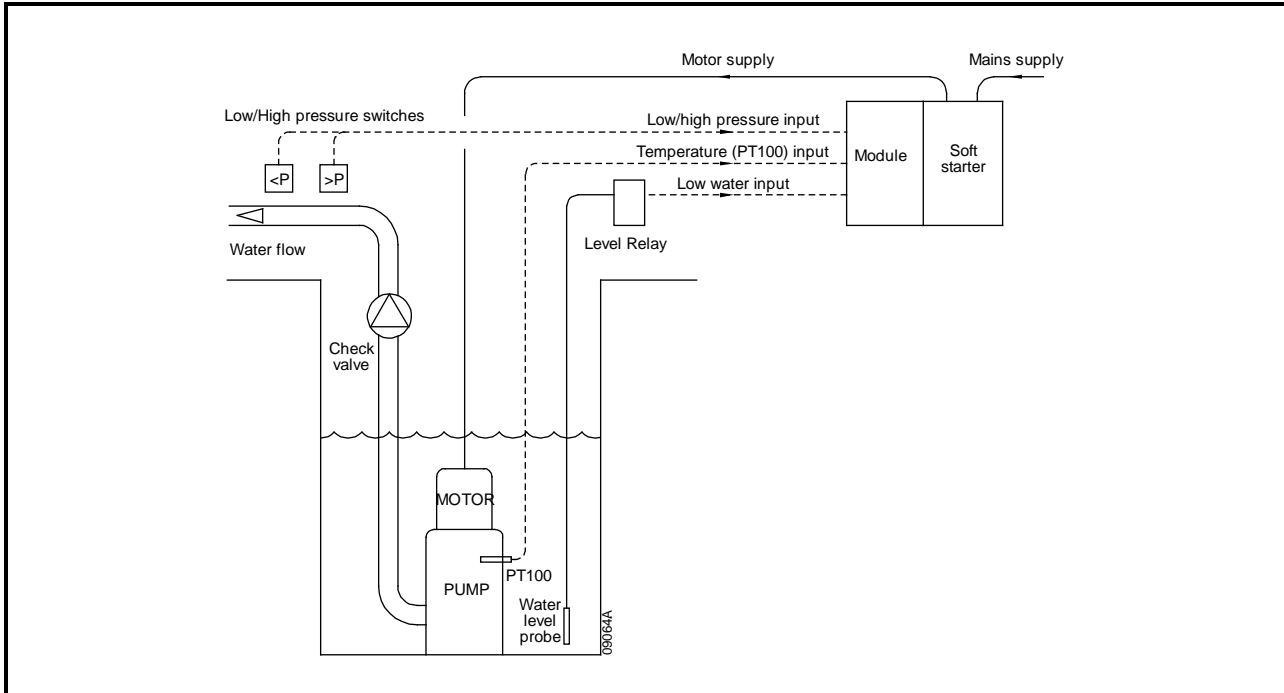 Motor supply
Mains supply
Low/High pressure switches
Low/high pressure input
Temperature (PT100) input
Low water input
Module
Soft
starter
<P
>P
Level Relay
Water flow
Check
valve
MOTOR
PT100
PUMP
Water
level
probe
09064A